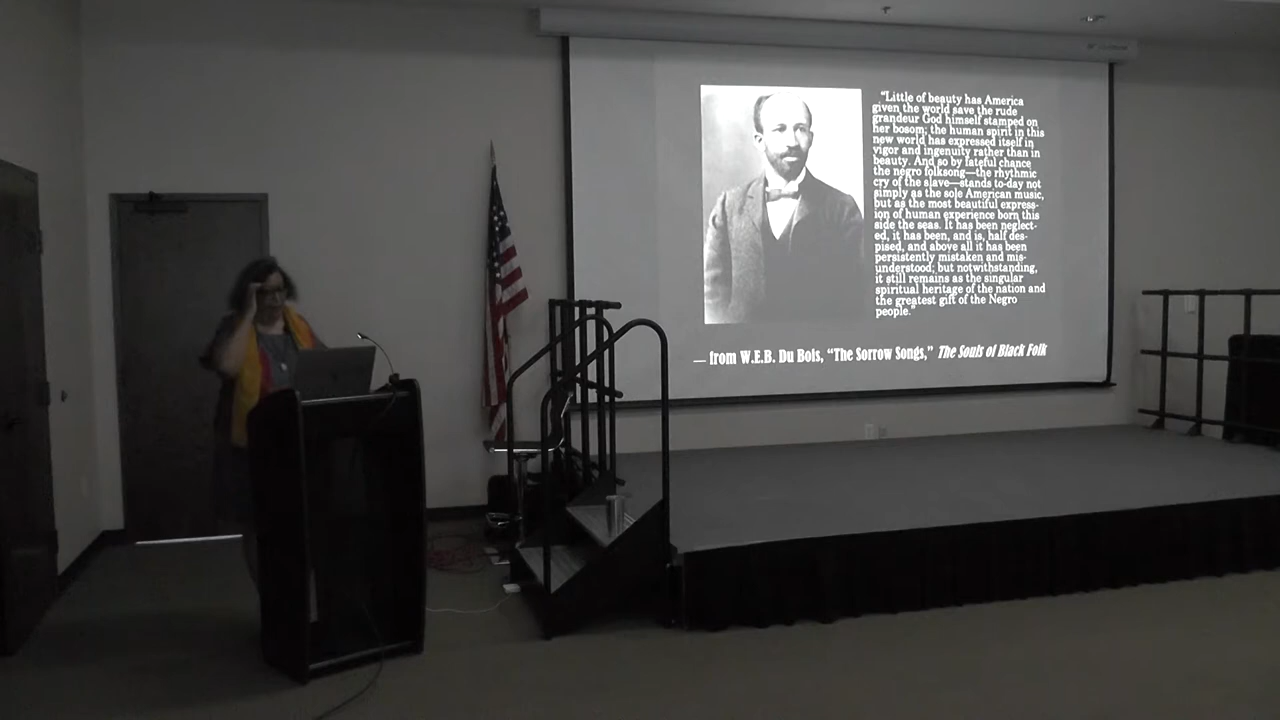 "Little of beauty has America
given the world save the rude
grandeur God himself stamped on
her bosom; the human spirit in this
new world has expressed itself in
vigor and ingenuity rather than in
beauty. And so by fateful chance
the negro folksong—the rhythmic
cry of the slave—stands to-day not
simply as the sole American music,
but as the most beautiful express-
ion of human experience born this
side the seas. It has been neglect-
ed, it has been, and is, half des-
pised, and above all it has been
persistently mistaken and mis-
understood; but notwithstanding,
it still remains as the singular
spiritual heritage of the nation and
the greatest gift of the Negro
people."
— from W.E.B. Du Bois, "The Sorrow Songs," The Souls of Black Folk